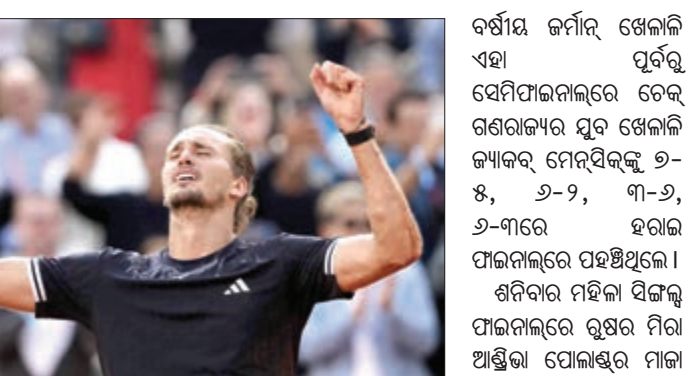 ବର୍ଷୀୟ ଜର୍ମାନ୍ ଖେଳାଳି
ଏହା ପୂର୍ବରୁ
ସେମିଫାଇନାଲ୍‌ରେ ଚେକ୍
ଗଣରାଜ୍ୟର ଯୁବ ଖେଳାଳି
ଜ୍ୟାକବ୍ ମେନ୍‌ସିକ୍‌ଙ୍କୁ ୭-
୫, ୬-୨, ୩-୬,
୬-୩ରେ ହରାଇ
ଫାଇନାଲ୍‌ରେ ପହଞ୍ଚିଥିଲେ।
ଶନିବାର ମହିଳା ସିଙ୍ଗଲ୍ସ
ଫାଇନାଲ୍‌ରେ ରୁଷର ମିରା
ଆଣ୍ଡ୍ରିଭା ପୋଲାଣ୍ଡ୍‌ର ମାଜା